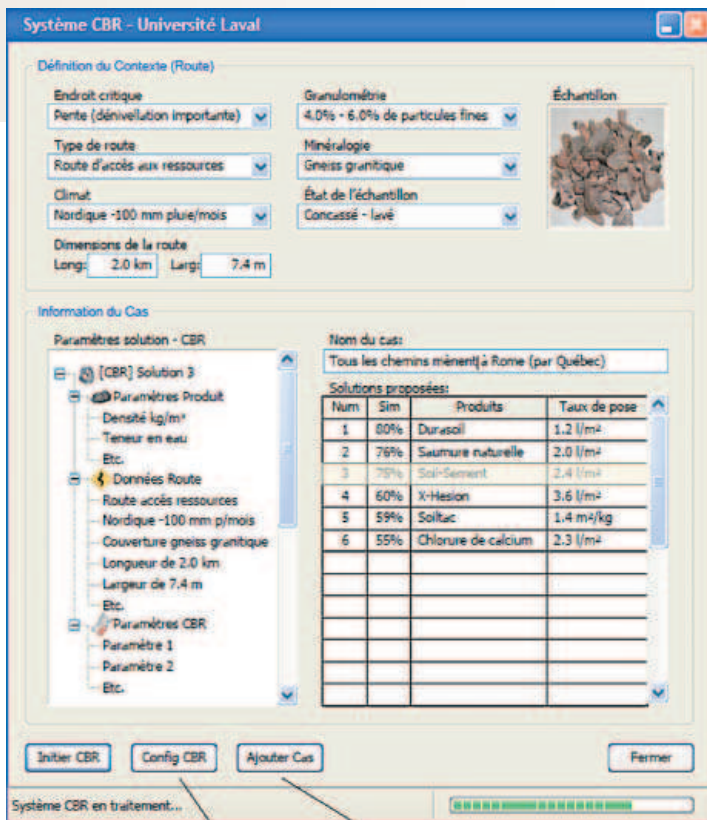 Système CBR - Université Laval
Définition du Contexte (Route)
Endroit critique
Pente (dénivellation importante)
Granulométrie
4.0% - 6.0% de particules fines
Échantillon
Type de route
Route d'accès aux ressources
Minéralogie
Gneiss granitique
Climat
Nordique -100 mm pluie/mois
État de l'échantillon
Concassé - lavé
Dimensions de la route
Long: 2.0 km Larg: 7.4 m
Information du Cas
Paramètres solution - CBR
[CBR] Solution 3
Paramètres Produit
Densité kg/m³
Teneur en eau
Etc.
Données Route
Route accès ressources
Nordique -100 mm p/mois
Couverture gneiss granitique
Longueur de 2.0 km
Largeur de 7.4 m
Etc.
Paramètres CBR
Paramètre 1
Paramètre 2
Etc.
Nom du cas:
Tous les chemins mènent à Rome (par Québec)
Solutions proposées:
Num Sim Produits Taux de pose
1 80% Durasoil 1.2 l/m²
2 76% Saumure naturelle 2.0 l/m²
3 75% Soil-Sement 2.4 l/m²
4 60% X-Hesion 3.6 l/m²
5 59% Soiltac 1.4 m²/kg
6 55% Chlorure de calcium 2.3 l/m²
Initier CBR Config CBR Ajouter Cas Fermer
Système CBR en traitement...